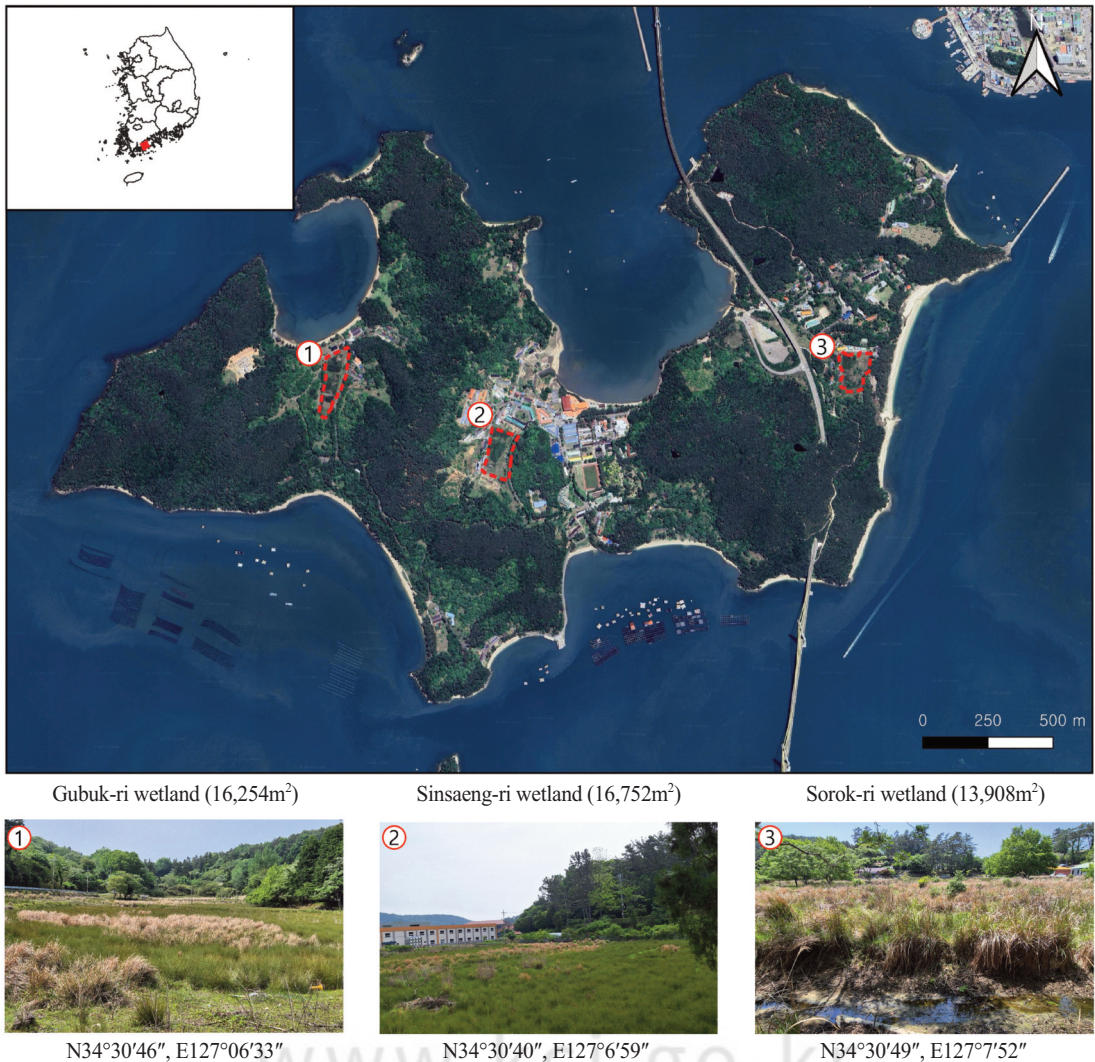 N
1
2
3
0 250 500 m
Gubuk-ri wetland (16,254m²)
Sinsaeng-ri wetland (16,752m²)
Sorok-ri wetland (13,908m²)
1
2
3
N34°30′46″, E127°06′33″
N34°30′40″, E127°6′59″
N34°30′49″, E127°7′52″